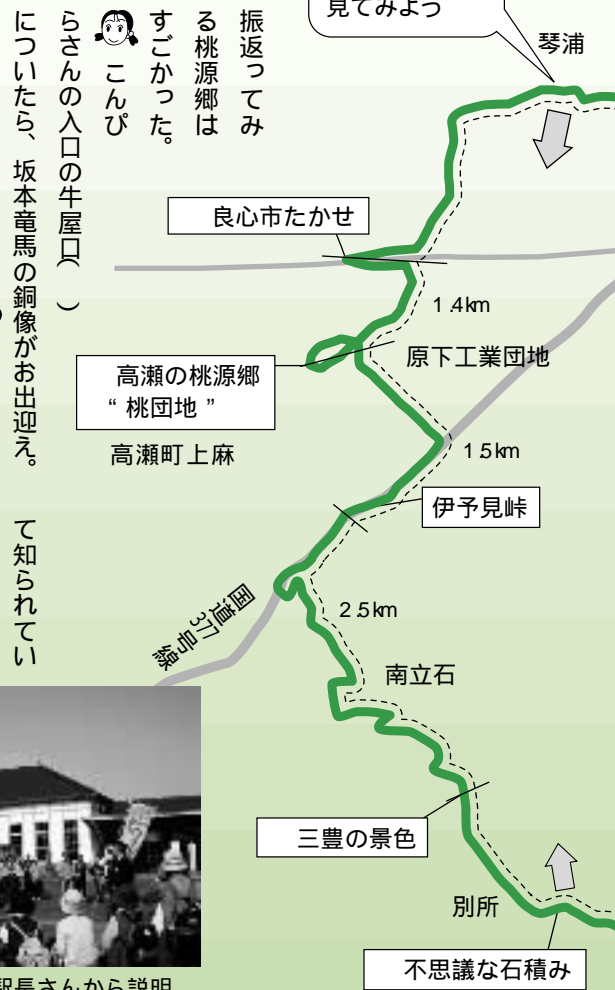 見てみよう
琴浦
振返ってみ
る桃源郷は
すごかった。
こんぴ
らさんの入口の牛屋口(　)
についたら、坂本竜馬の銅像がお出迎え。
て知られてい
良心市たかせ
1.4km
原下工業団地
高瀬の桃源郷
“桃団地”
高瀬町上麻
1.5km
伊予見峠
国道377号線
2.5km
南立石
三豊の景色
別所
不思議な石積み
駅長さんから説明